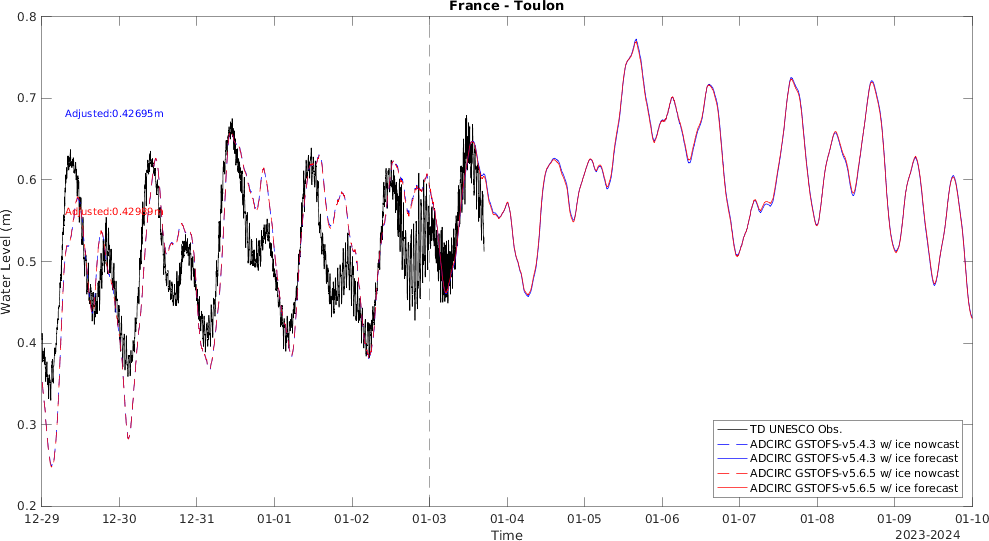 France - Toulon
0.8
0.7
0.6
0.5
0.4
0.3
0.2
Water Level (m)
Adjusted:0.42695m
Adjusted:0.42989m
TD UNESCO Obs.
ADCIRC GSTOFS-v5.4.3 w/ ice nowcast
ADCIRC GSTOFS-v5.4.3 w/ ice forecast
ADCIRC GSTOFS-v5.6.5 w/ ice nowcast
ADCIRC GSTOFS-v5.6.5 w/ ice forecast
12-29 12-30 12-31 01-01 01-02 01-03 01-04 01-05 01-06 01-07 01-08 01-09 01-10
Time
2023-2024